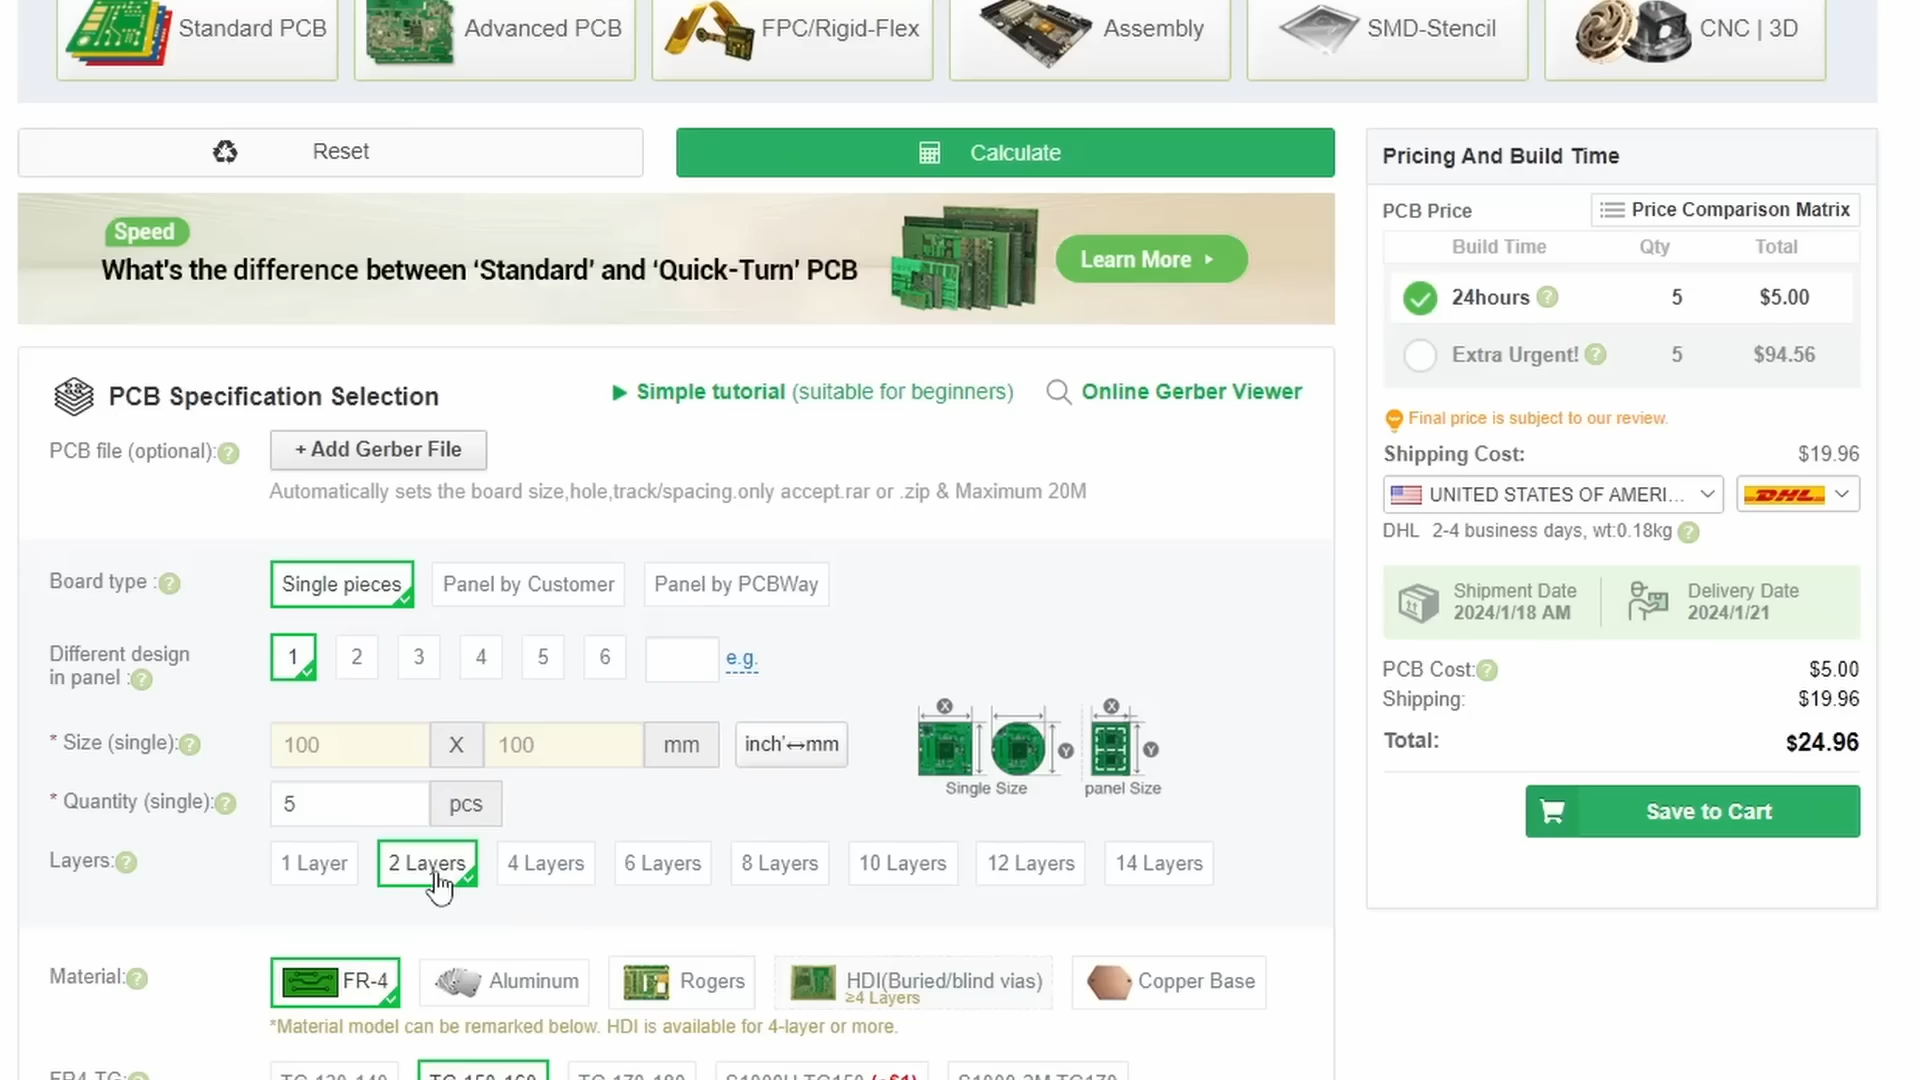 Standard PCB
Advanced PCB
FPC/Rigid-Flex
Assembly
SMD-Stencil
CNC | 3D
Reset
Calculate
Speed
What's the difference between ‘Standard’ and ‘Quick-Turn’ PCB
Learn More
PCB Specification Selection
Simple tutorial (suitable for beginners)
Online Gerber Viewer
PCB file (optional):
+ Add Gerber File
Automatically sets the board size,hole,track/spacing.only accept.rar or .zip & Maximum 20M
Board type :
Single pieces
Panel by Customer
Panel by PCBWay
Different design
in panel :
1
2
3
4
5
6
e.g.
* Size (single):
100
X
100
mm
inch'↔mm
X
Y
X
Y
Single Size
panel Size
* Quantity (single):
5
pcs
Layers:
1 Layer
2 Layers
4 Layers
6 Layers
8 Layers
10 Layers
12 Layers
14 Layers
Material:
FR-4
Aluminum
Rogers
HDI(Buried/blind vias)
≥4 Layers
Copper Base
*Material model can be remarked below. HDI is available for 4-layer or more.
FR4-TG:
TG 150-160
TG 170-180
Pricing And Build Time
PCB Price
Price Comparison Matrix
Build Time
Qty
Total
24hours
5
$5.00
Extra Urgent!
5
$94.56
Final price is subject to our review.
Shipping Cost:
$19.96
UNITED STATES OF AMERI...
DHL
DHL 2-4 business days, wt:0.18kg
Shipment Date
2024/1/18 AM
Delivery Date
2024/1/21
PCB Cost:
$5.00
Shipping:
$19.96
Total:
$24.96
Save to Cart